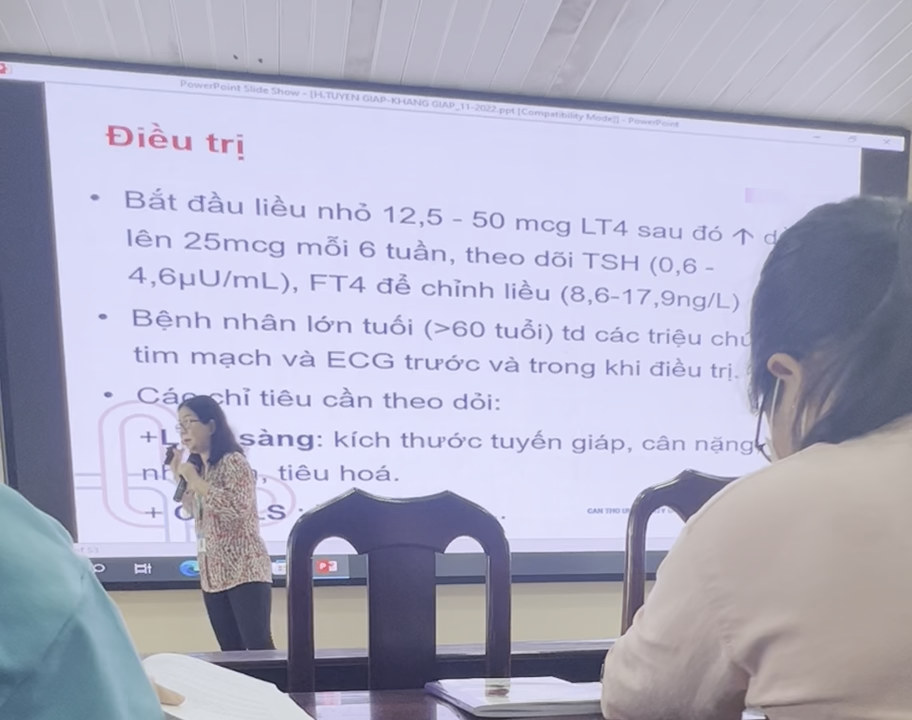 PowerPoint Slide Show - [H.TUYEN GIAP-KHANG GIAP_11-2022.ppt [Compatibility Mode]] - PowerPoint
Điều trị
• Bắt đầu liều nhỏ 12,5 - 50 mcg LT4 sau đó ↑
lên 25mcg mỗi 6 tuần, theo dõi TSH (0,6 -
4,6µU/mL), FT4 để chỉnh liều (8,6-17,9ng/L)
• Bệnh nhân lớn tuổi (>60 tuổi) td các triệu
tim mạch và ECG trước và trong khi điều trị.
• chỉ tiêu cần theo dỏi:
+ sàng: kích thước tuyến giáp, cân nặng
tiêu hoá.
+
CAN THO